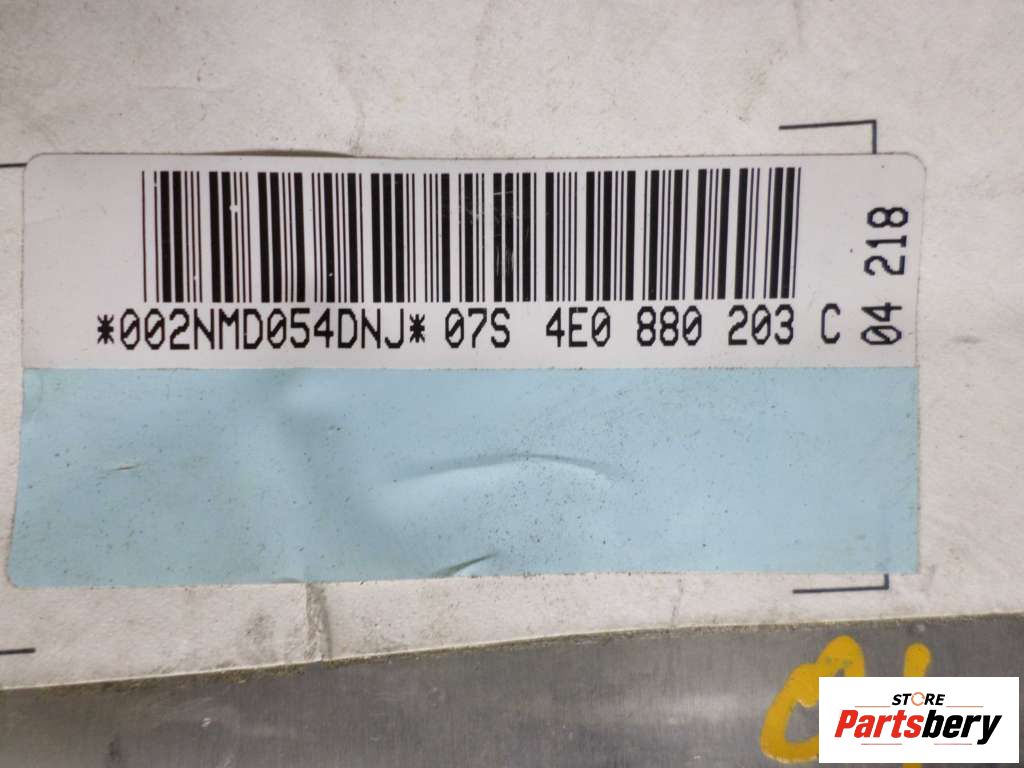 *002NMD054DNJ* 07S 4E0 880 203 C
04 218
STORE
Partsbery